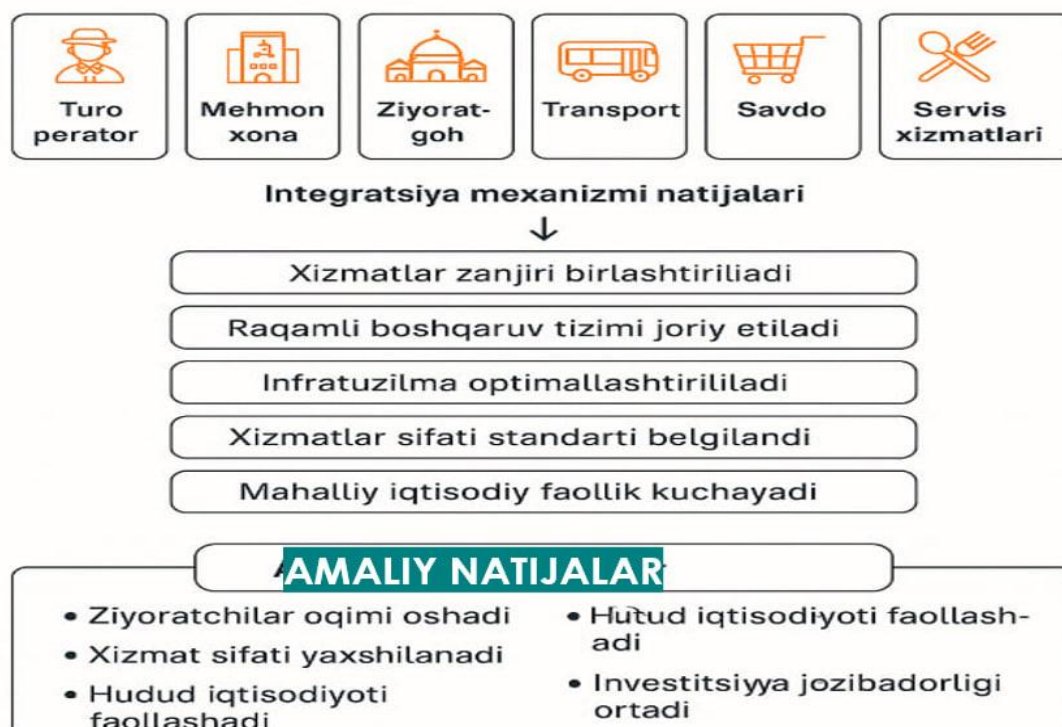 Turo
perator
Mehmon
xona
Ziyorat-
goh
Transport
Savdo
Servis
xizmatlari
Integratsiya mexanizmi natijalari
↓
Xizmatlar zanjiri birlashtiriliadi
Raqamli boshqaruv tizimi joriy etiladi
Infratuzilma optimallashtirililadi
Xizmatlar sifati standarti belgilandi
Mahalliy iqtisodiy faollik kuchayadi
AMALIY NATIJALAR
• Ziyoratchilar oqimi oshadi
• Xizmat sifati yaxshilanadi
• Hudud iqtisodiyoti
faollashadi
• Hutud iqtisodiyoti faollash-
adi
• Investitsiyya jozibadorligi
ortadi